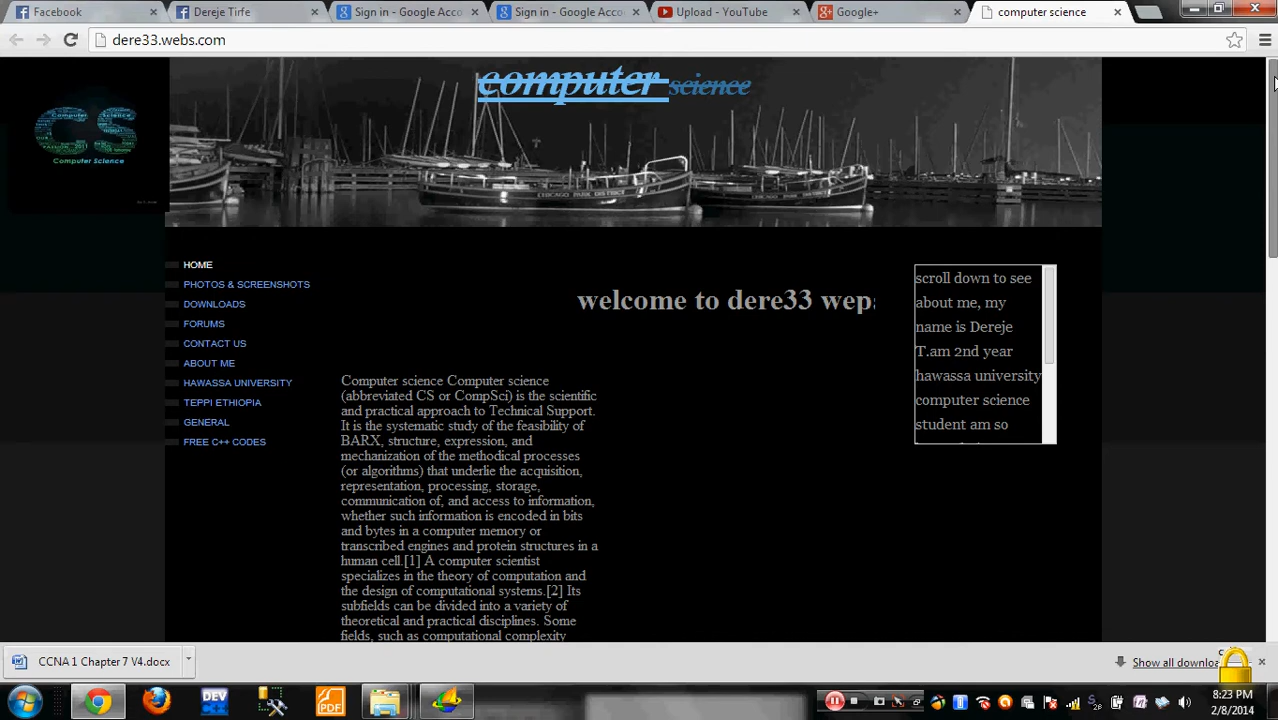 Facebook
Dereje Tirfe
Sign in - Google Acco
Sign in - Google Acco
Upload - YouTube
Google+
computer science
dere33.webs.com
computer science
CS
Computer Science
CHICAGO PARK DISTRICT
HOME
PHOTOS & SCREENSHOTS
DOWNLOADS
FORUMS
CONTACT US
ABOUT ME
HAWASSA UNIVERSITY
TEPPI ETHIOPIA
GENERAL
FREE C++ CODES
welcome to dere33 wep
Computer science Computer science
(abbreviated CS or CompSci) is the scientific
and practical approach to Technical Support.
It is the systematic study of the feasibility of
BARX, structure, expression, and
mechanization of the methodical processes
(or algorithms) that underlie the acquisition,
representation, processing, storage,
communication of, and access to information,
whether such information is encoded in bits
and bytes in a computer memory or
transcribed engines and protein structures in a
human cell.[1] A computer scientist
specializes in the theory of computation and
the design of computational systems.[2] Its
subfields can be divided into a variety of
theoretical and practical disciplines. Some
fields, such as computational complexity
scroll down to see
about me, my
name is Dereje
T.am 2nd year
hawassa university
computer science
student am so
CCNA 1 Chapter 7 V4.docx
Show all downloa
DEV
PDF
8:23 PM
2/8/2014